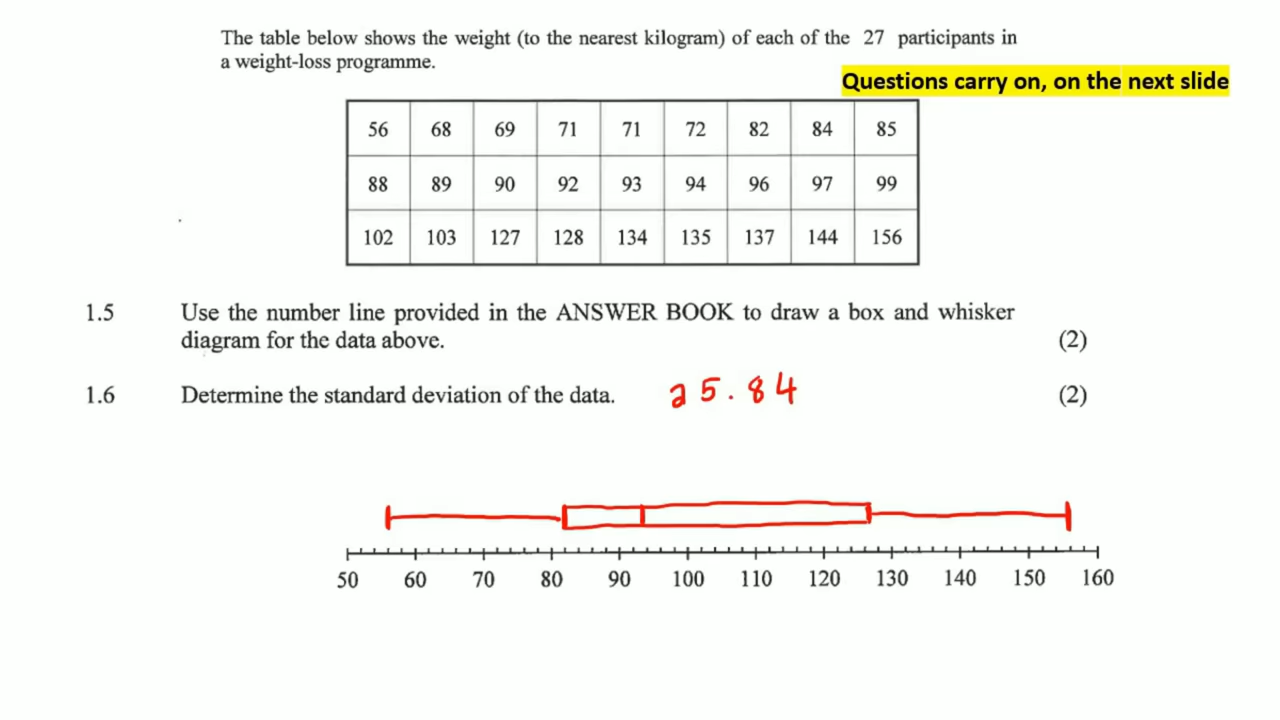 The table below shows the weight (to the nearest kilogram) of each of the 27 participants in
a weight-loss programme.
Questions carry on, on the next slide
56 68 69 71 71 72 82 84 85
88 89 90 92 93 94 96 97 99
102 103 127 128 134 135 137 144 156
1.5 Use the number line provided in the ANSWER BOOK to draw a box and whisker
diagram for the data above. (2)
1.6 Determine the standard deviation of the data. 25.84 (2)
50 60 70 80 90 100 110 120 130 140 150 160